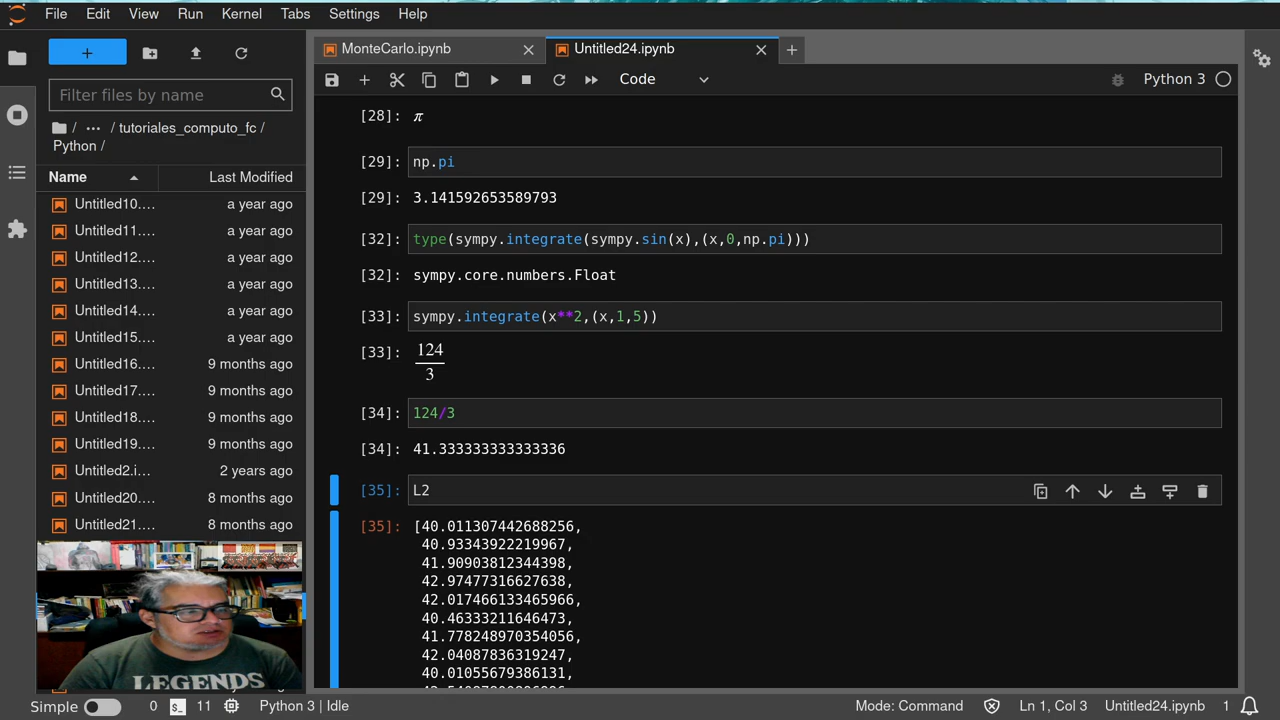 File Edit View Run Kernel Tabs Settings Help
MonteCarlo.ipynb
Untitled24.ipynb
Code
Python 3
Filter files by name
/ ... / tutoriales_computo_fc /
Python /
Name Last Modified
Untitled10.... a year ago
Untitled11.... a year ago
Untitled12.... a year ago
Untitled13.... a year ago
Untitled14.... a year ago
Untitled15.... a year ago
Untitled16.... 9 months ago
Untitled17.... 9 months ago
Untitled18.... 9 months ago
Untitled19.... 9 months ago
Untitled2.i... 2 years ago
Untitled20.... 8 months ago
Untitled21.... 8 months ago
[28]: π
[29]: np.pi
[29]: 3.141592653589793
[32]: type(sympy.integrate(sympy.sin(x),(x,0,np.pi)))
[32]: sympy.core.numbers.Float
[33]: sympy.integrate(x**2,(x,1,5))
[33]: 124
3
[34]: 124/3
[34]: 41.333333333333336
[35]: L2
[35]: [40.011307442688256,
40.93343922219967,
41.90903812344398,
42.97477316627638,
42.017466133465966,
40.46333211646473,
41.778248970354056,
42.04087836319247,
40.01055679386131,
LEGENDS
Simple 0 11 Python 3 | Idle Mode: Command Ln 1, Col 3 Untitled24.ipynb 1